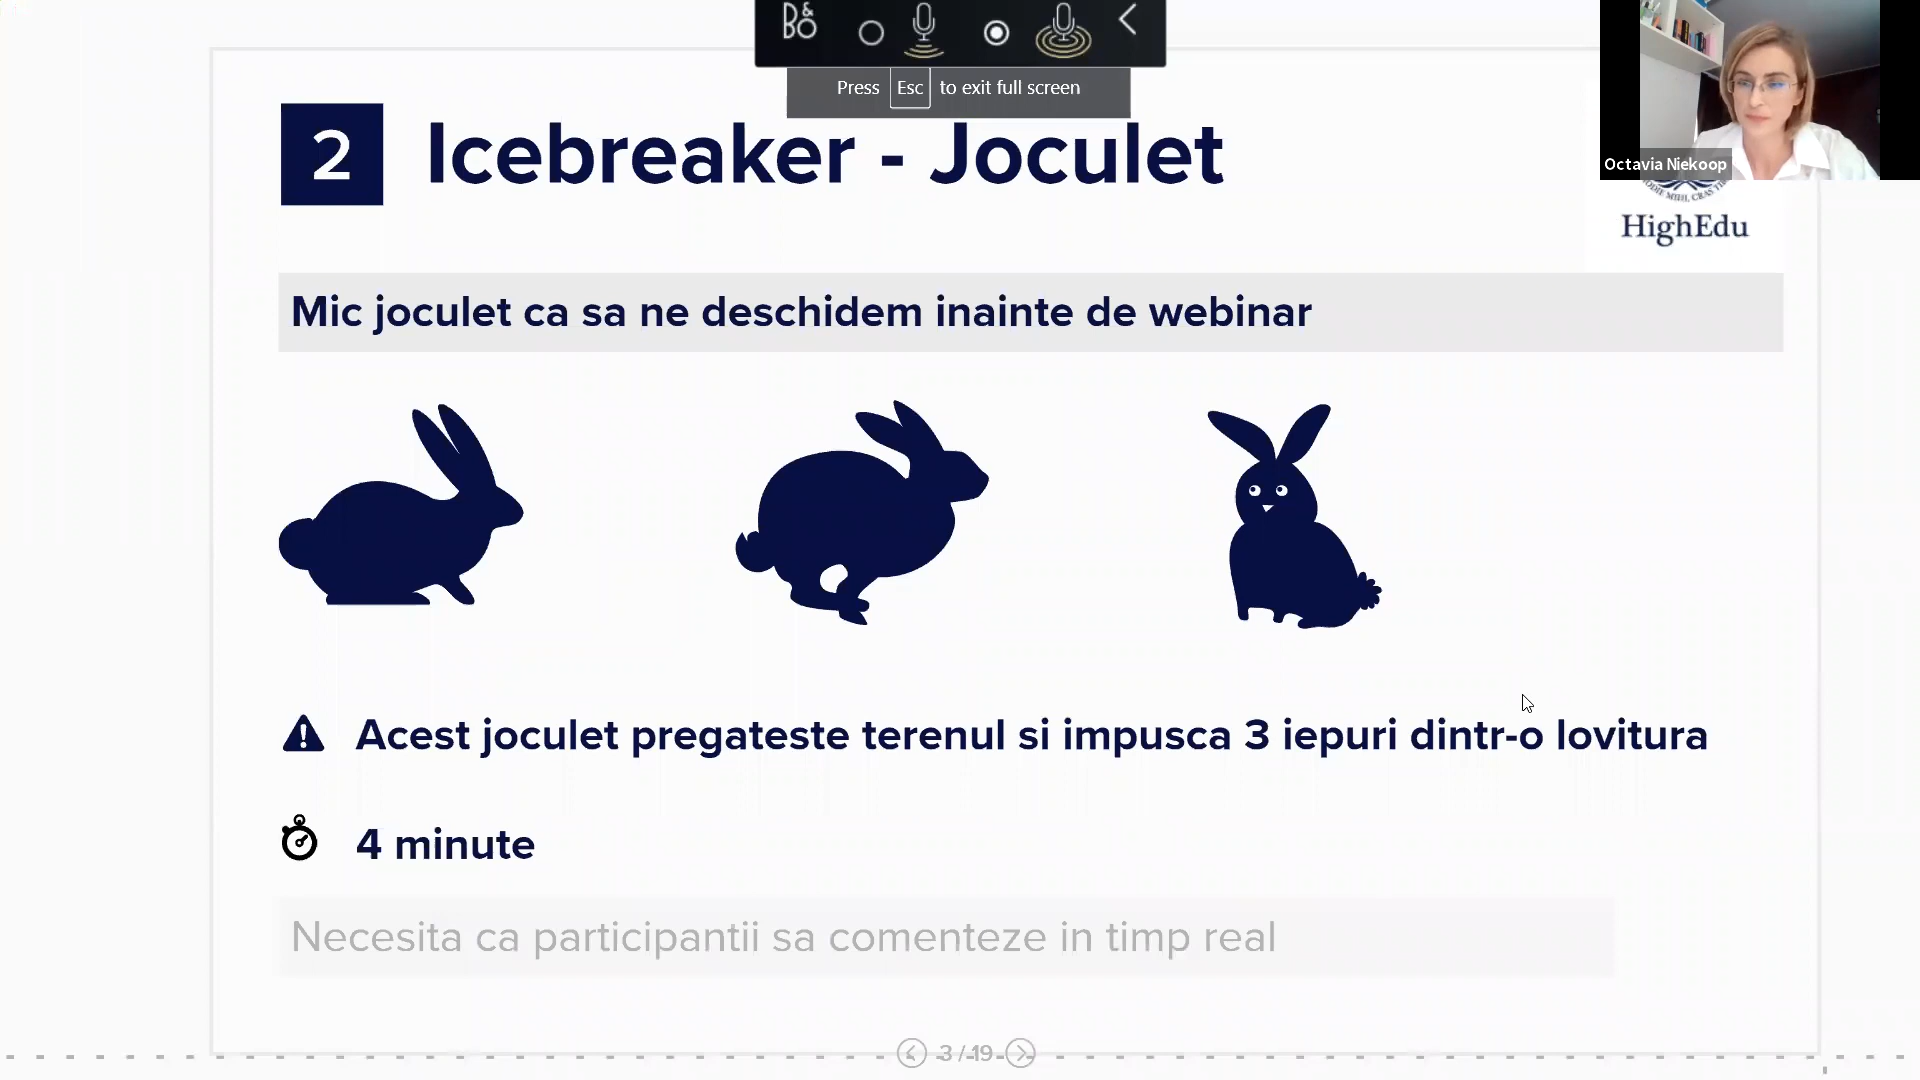 B&O
Press Esc to exit full screen
Octavia Niekoop
2 Icebreaker - Joculet
HighEdu
Mic joculet ca sa ne deschidem inainte de webinar
Acest joculet pregateste terenul si impusca 3 iepuri dintr-o lovitura
4 minute
Necesita ca participantii sa comenteze in timp real
3 / 19